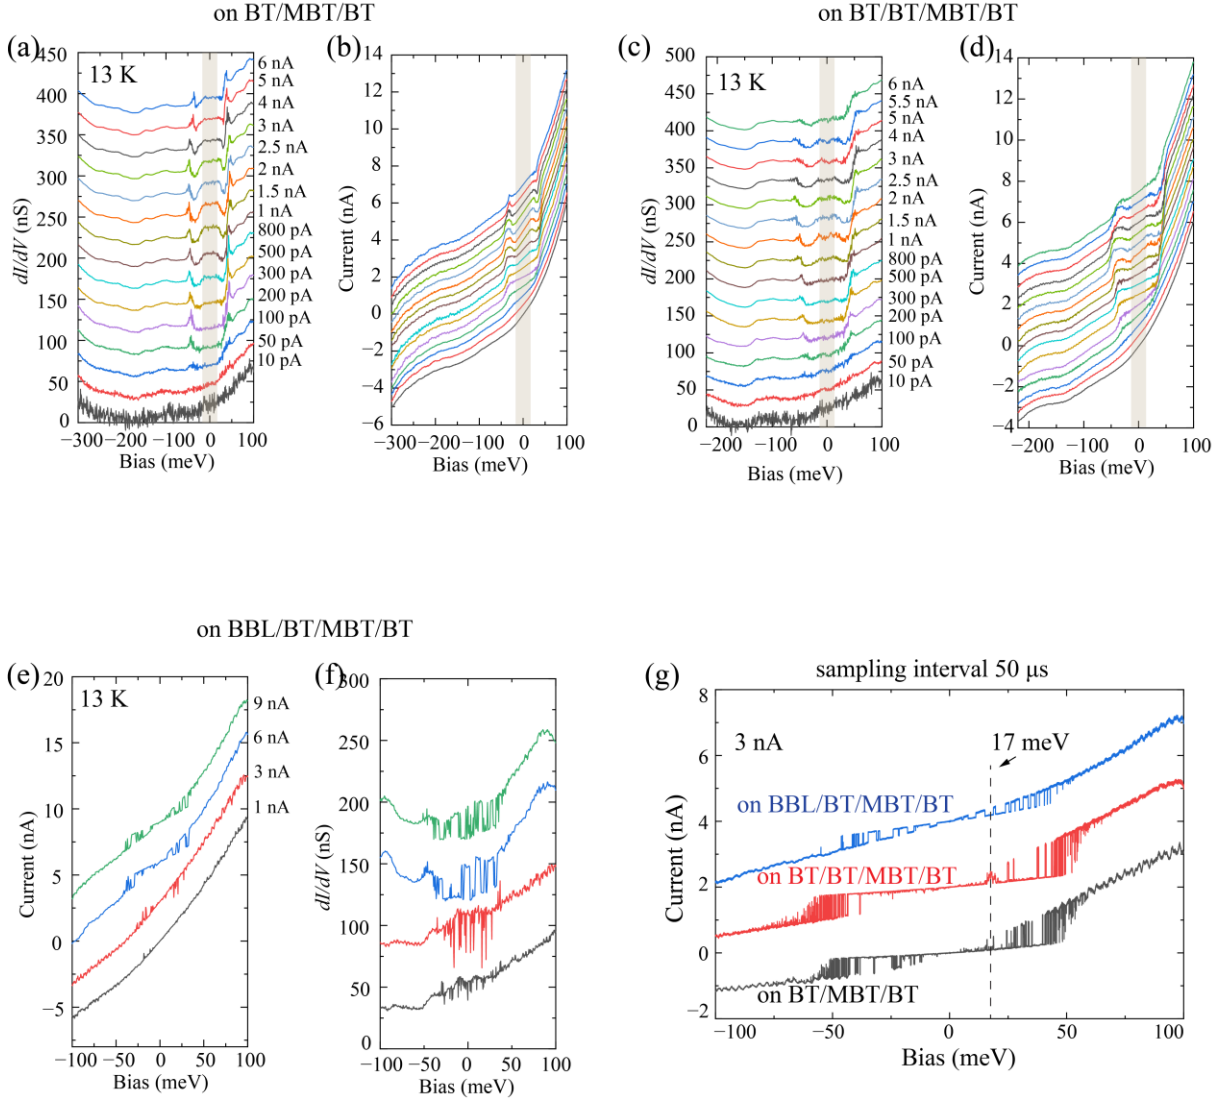 on BT/MBT/BT
on BT/BT/MBT/BT
(a)
13 K
450
400
350
300
250
200
150
100
50
0
dI/dV (nS)
−300 −200 −100 0 100
Bias (meV)
6 nA
5 nA
4 nA
3 nA
2.5 nA
2 nA
1.5 nA
1 nA
800 pA
500 pA
300 pA
200 pA
100 pA
50 pA
10 pA
(b)
14
12
10
8
6
4
2
0
−2
−4
−6
Current (nA)
−300 −200 −100 0 100
Bias (meV)
(c)
13 K
500
450
400
350
300
250
200
150
100
50
0
dI/dV (nS)
−200 −100 0 100
Bias (meV)
6 nA
5.5 nA
5 nA
4 nA
3 nA
2.5 nA
2 nA
1.5 nA
1 nA
800 pA
500 pA
300 pA
200 pA
100 pA
50 pA
10 pA
(d)
14
12
10
8
6
4
2
0
−2
−4
Current (nA)
−200 −100 0 100
Bias (meV)
on BBL/BT/MBT/BT
(e)
13 K
20
15
10
5
0
−5
Current (nA)
−100 −50 0 50 100
Bias (meV)
9 nA
6 nA
3 nA
1 nA
(f)
300
250
200
150
100
50
0
dI/dV (nS)
−100 −50 0 50 100
Bias (meV)
(g)
sampling interval 50 μs
8
6
4
2
0
−2
Current (nA)
3 nA
17 meV
on BBL/BT/MBT/BT
on BT/BT/MBT/BT
on BT/MBT/BT
−100 −50 0 50 100
Bias (meV)